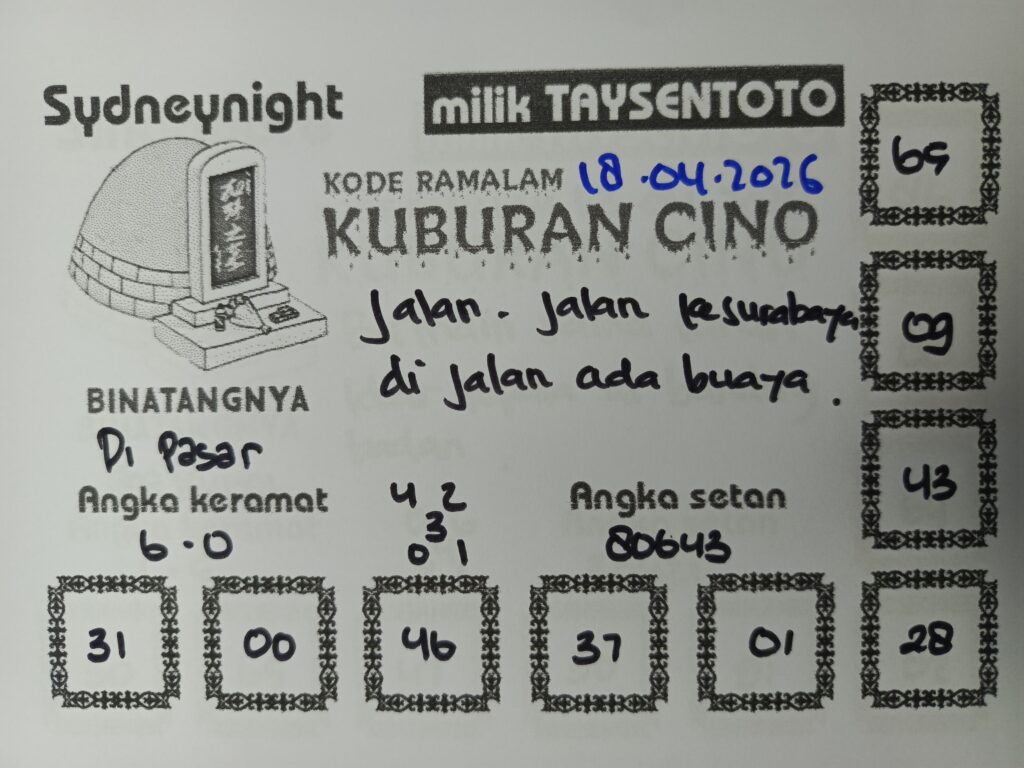 Sydneynight
milik TAYSENTOTO
KODE RAMALAM 18.04.2026
KUBURAN CINO
Jalan - Jalan kesurabaya
di jalan ada buaya.
BINATANGNYA
Di Pasar
Angka keramat
6.0
4 2
3
0 1
Angka setan
80643
69
09
43
31
00
46
37
01
28